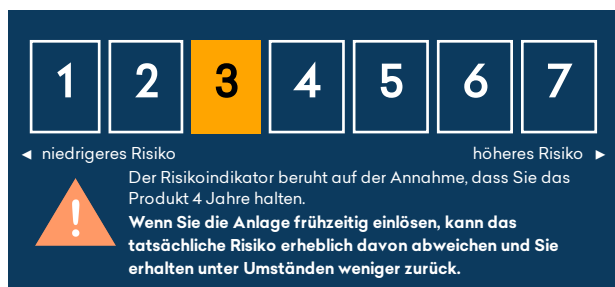 1 2 3 4 5 6 7
◄ niedrigeres Risiko höheres Risiko ►
Der Risikoindikator beruht auf der Annahme, dass Sie das
Produkt 4 Jahre halten.
Wenn Sie die Anlage frühzeitig einlösen, kann das
tatsächliche Risiko erheblich davon abweichen und Sie
erhalten unter Umständen weniger zurück.